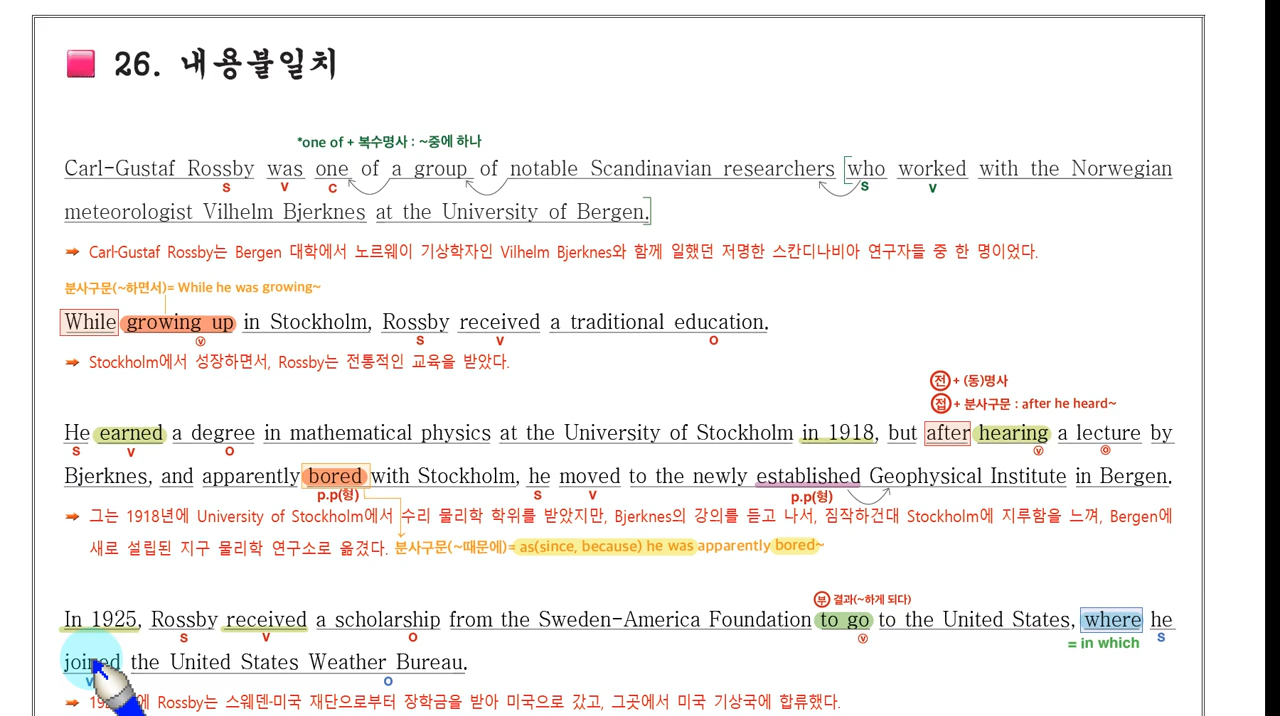 26. 내용불일치
*one of + 복수명사 : ~중에 하나
Carl-Gustaf Rossby was one of a group of notable Scandinavian researchers [who worked with the Norwegian
S V C S V
meteorologist Vilhelm Bjerknes at the University of Bergen.]
➡ Carl-Gustaf Rossby는 Bergen 대학에서 노르웨이 기상학자인 Vilhelm Bjerknes와 함께 일했던 저명한 스칸디나비아 연구자들 중 한 명이었다.
분사구문(~하면서)= While he was growing~
While growing up in Stockholm, Rossby received a traditional education.
ⓥ S V O
➡ Stockholm에서 성장하면서, Rossby는 전통적인 교육을 받았다.
전 + (동)명사
접 + 분사구문 : after he heard~
He earned a degree in mathematical physics at the University of Stockholm in 1918, but after hearing a lecture by
S V O ⓥ ⓞ
Bjerknes, and apparently bored with Stockholm, he moved to the newly established Geophysical Institute in Bergen.
p.p(형) S V p.p(형)
➡ 그는 1918년에 University of Stockholm에서 수리 물리학 학위를 받았지만, Bjerknes의 강의를 듣고 나서, 짐작하건대 Stockholm에 지루함을 느껴, Bergen에
새로 설립된 지구 물리학 연구소로 옮겼다. 분사구문(~때문에)= as(since, because) he was apparently bored~
부 결과(~하게 되다)
In 1925, Rossby received a scholarship from the Sweden-America Foundation to go to the United States, where he
S V O ⓥ = in which S
joined the United States Weather Bureau.
V O
➡ Rossby는 스웨덴-미국 재단으로부터 장학금을 받아 미국으로 갔고, 그곳에서 미국 기상국에 합류했다.